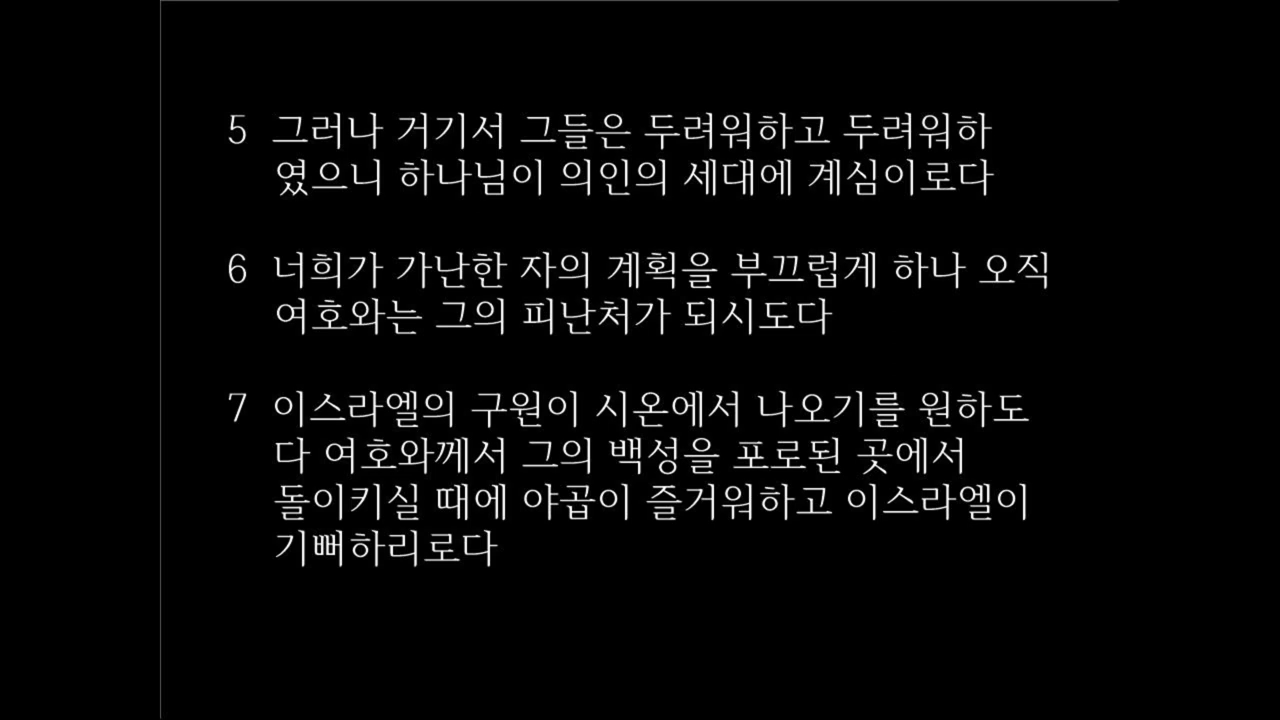 5 그러나 거기서 그들은 두려워하고 두려워하
였으니 하나님이 의인의 세대에 계심이로다
6 너희가 가난한 자의 계획을 부끄럽게 하나 오직
여호와는 그의 피난처가 되시도다
7 이스라엘의 구원이 시온에서 나오기를 원하도
다 여호와께서 그의 백성을 포로된 곳에서
돌이키실 때에 야곱이 즐거워하고 이스라엘이
기뻐하리로다